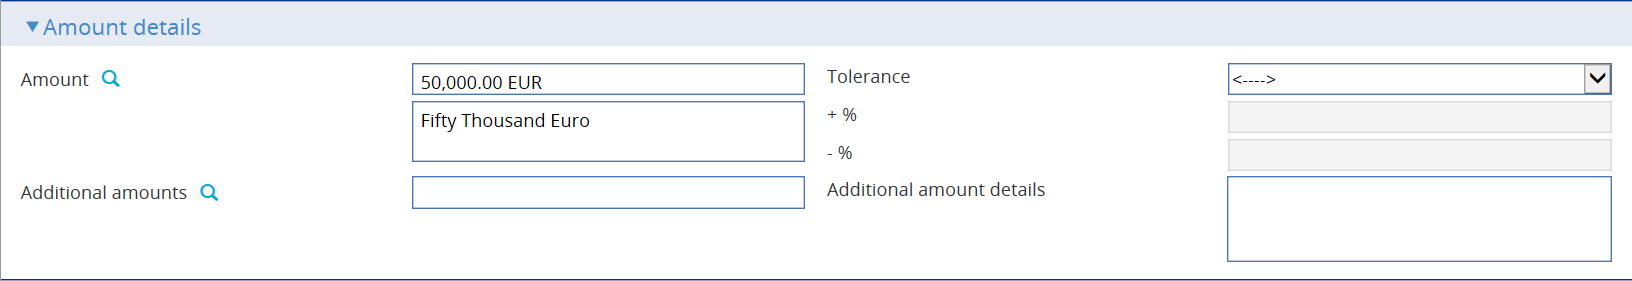 Amount details
Amount
50,000.00 EUR
Fifty Thousand Euro
Tolerance
<---->
+ %
- %
Additional amounts
Additional amount details